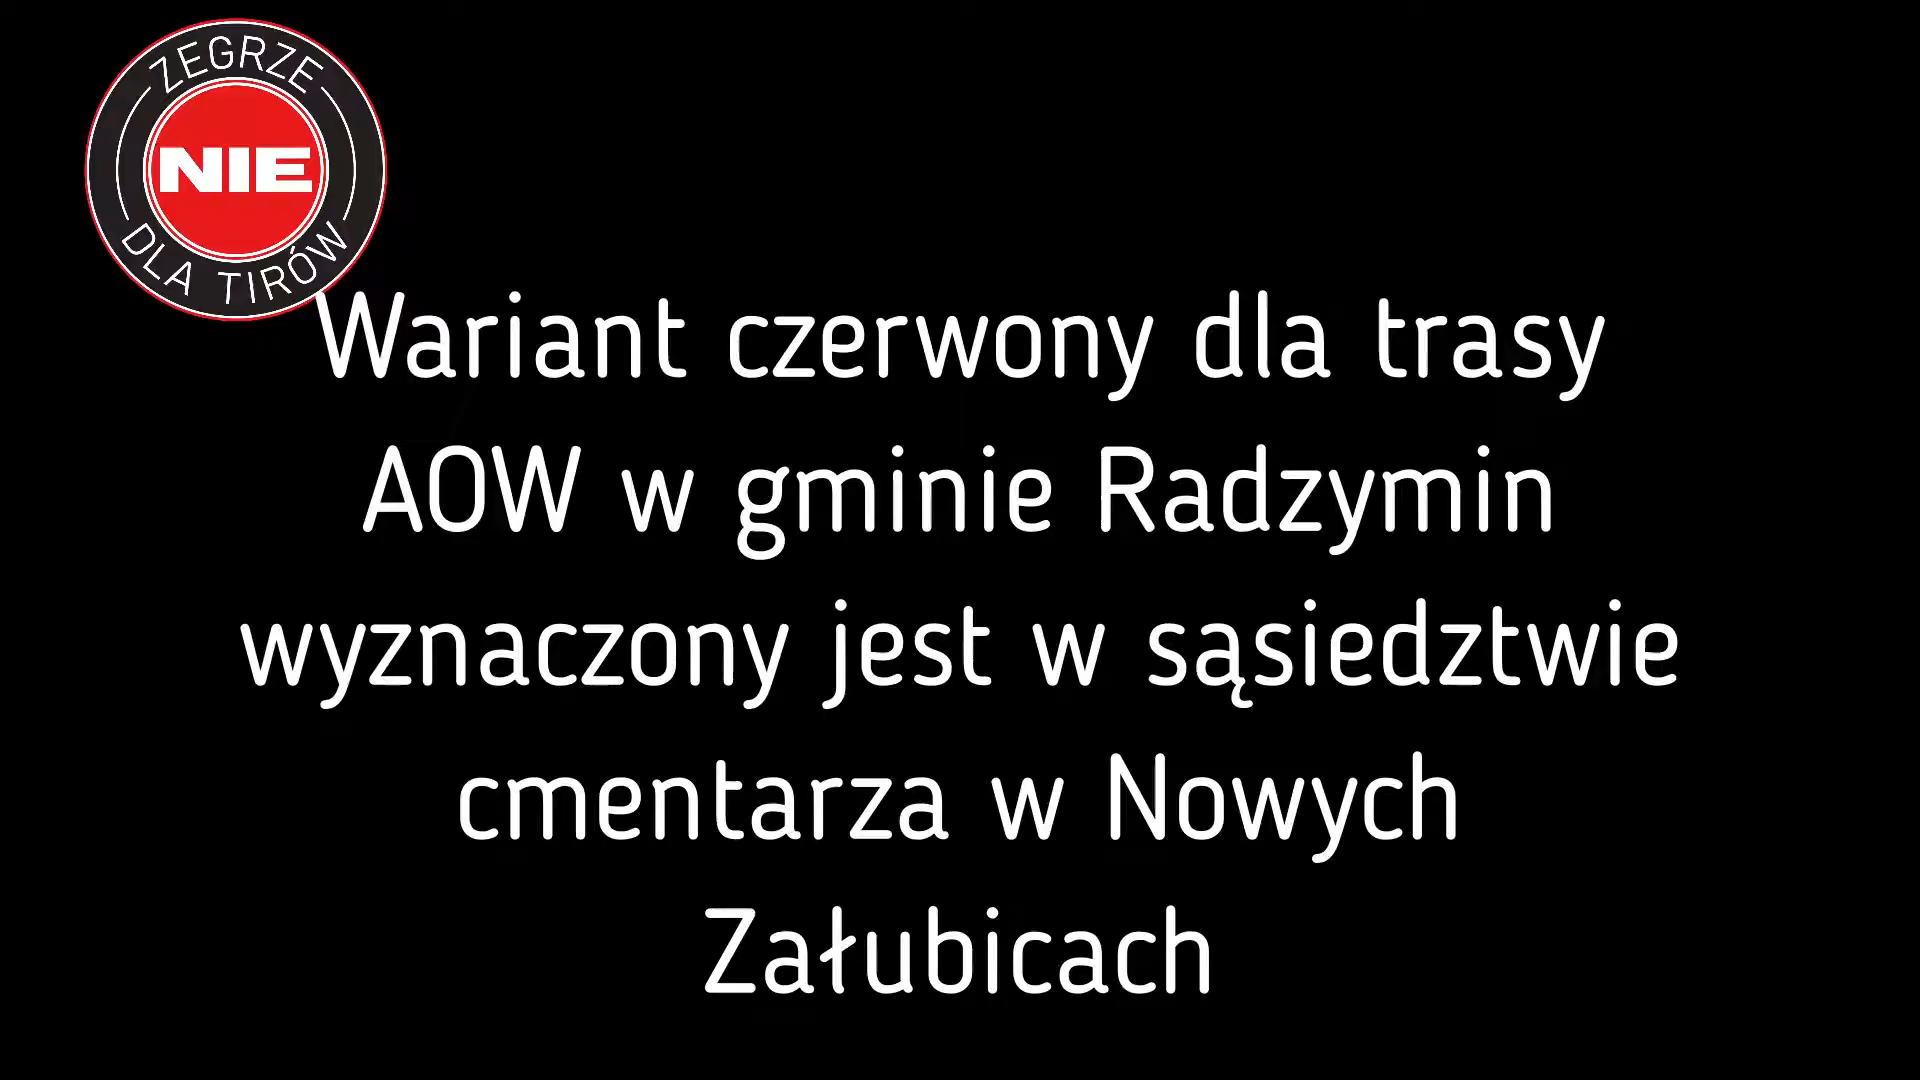 ZEGRZE
NIE
DLA TIRÓW
Wariant czerwony dla trasy
AOW w gminie Radzymin
wyznaczony jest w sąsiedztwie
cmentarza w Nowych
Załubicach